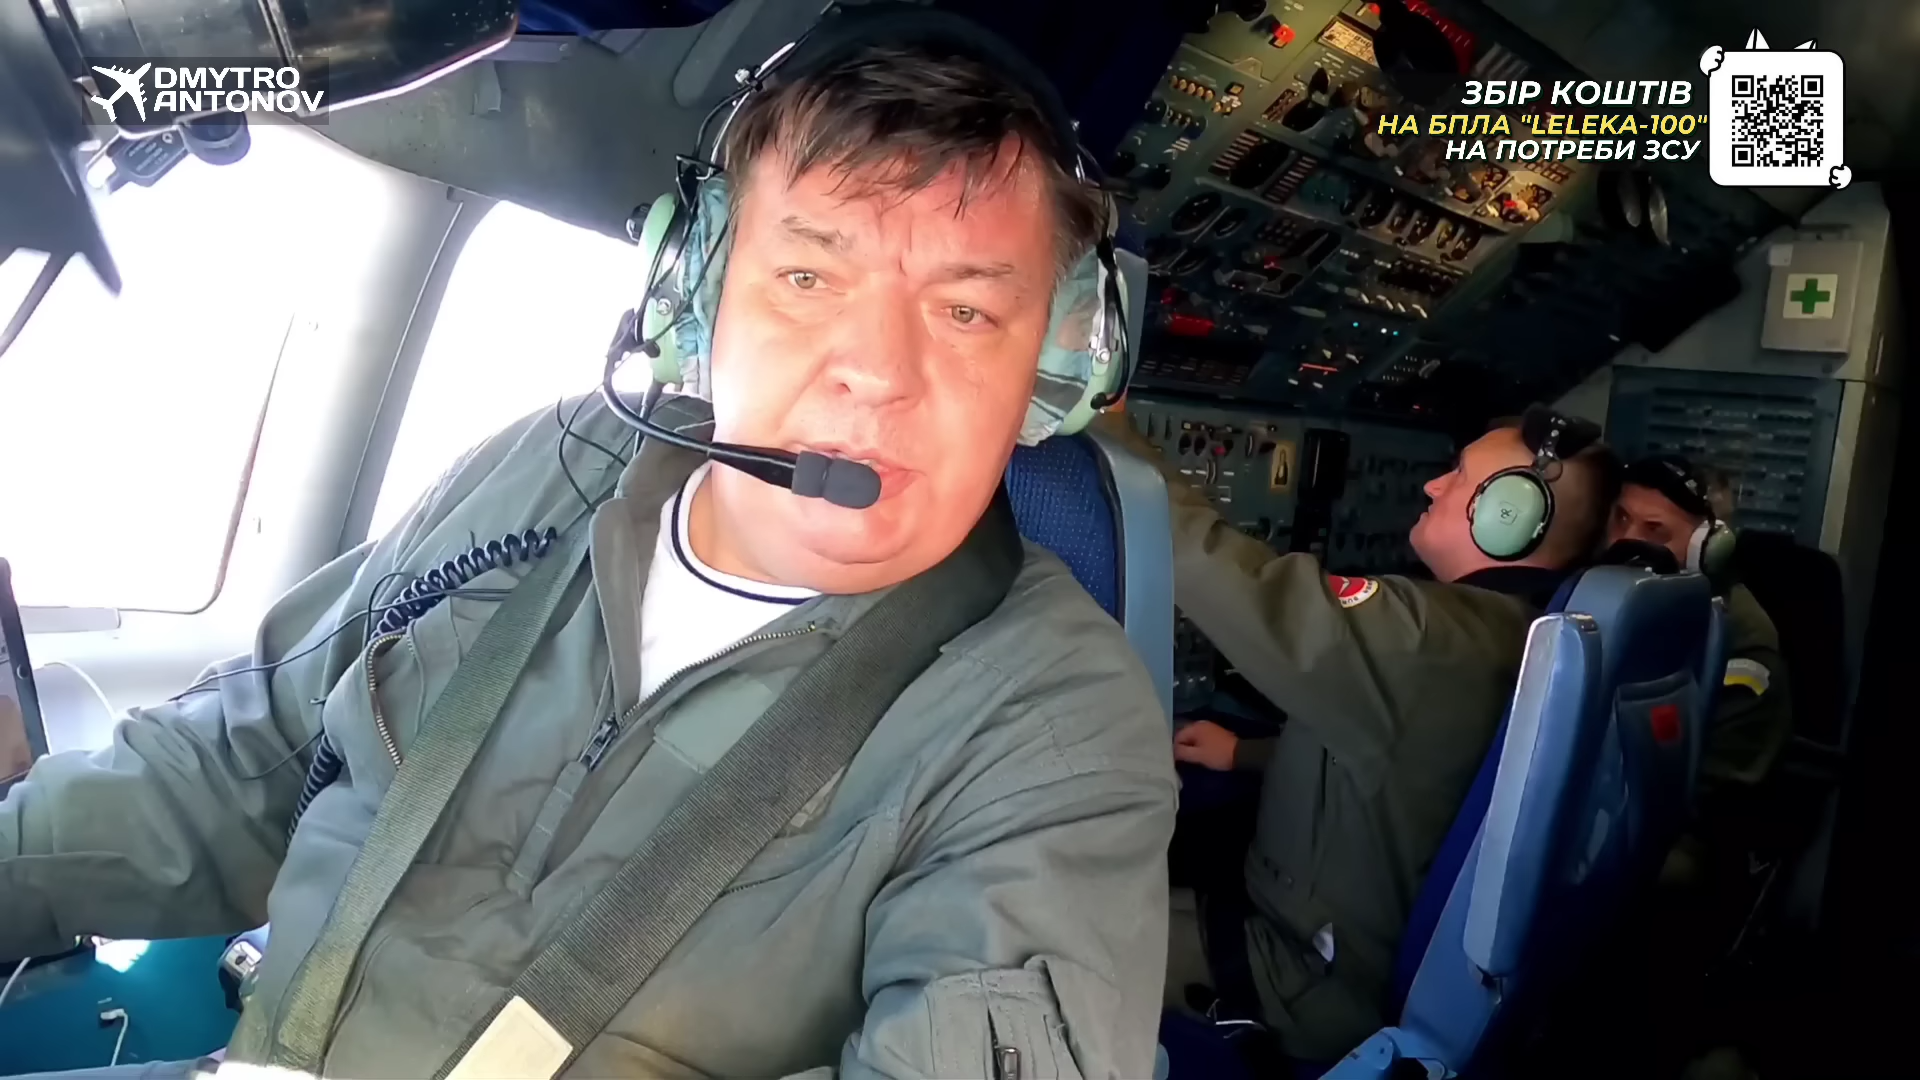 DMYTRO
ANTONOV
ЗБІР КОШТІВ
НА БПЛА "LELEKA-100"
НА ПОТРЕБИ ЗСУ